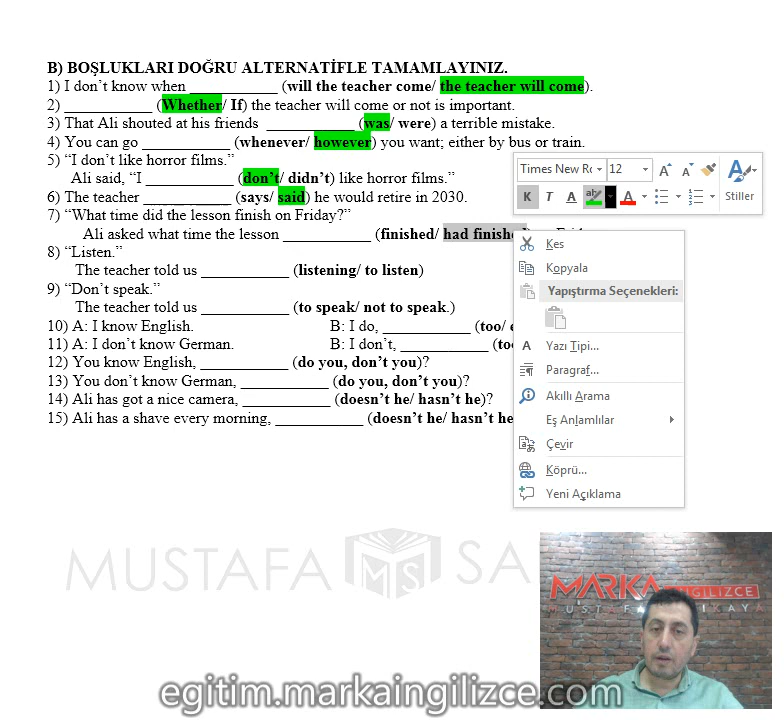 B) BOŞLUKLARI DOĞRU ALTERNATİFLE TAMAMLAYINIZ.
1) I don’t know when ___________ (will the teacher come/ the teacher will come).
2) ___________ (Whether/ If) the teacher will come or not is important.
3) That Ali shouted at his friends ___________ (was/ were) a terrible mistake.
4) You can go ___________ (whenever/ however) you want; either by bus or train.
5) “I don’t like horror films.”
Ali said, “I ___________ (don’t/ didn’t) like horror films.”
6) The teacher ___________ (says/ said) he would retire in 2030.
7) “What time did the lesson finish on Friday?”
Ali asked what time the lesson ___________ (finished/ had finished)
8) “Listen.”
The teacher told us ___________ (listening/ to listen)
9) “Don’t speak.”
The teacher told us ___________ (to speak/ not to speak.)
10) A: I know English. B: I do, ___________ (too/
11) A: I don’t know German. B: I don’t, ___________
12) You know English, ___________ (do you, don’t you)?
13) You don’t know German, ___________ (do you, don’t you)?
14) Ali has got a nice camera, ___________ (doesn’t he/ hasn’t he)?
15) Ali has a shave every morning, ___________ (doesn’t he/ hasn’t he
Times New Rc 12
K T A aby A Stiller
Kes
Kopyala
Yapıştırma Seçenekleri:
Yazı Tipi...
Paragraf...
Akıllı Arama
Eş Anlamlılar
Çevir
Köprü...
Yeni Açıklama
MUSTAFA MS SA
MARKA İNGİLİZCE
egitim.markaingilizce.com